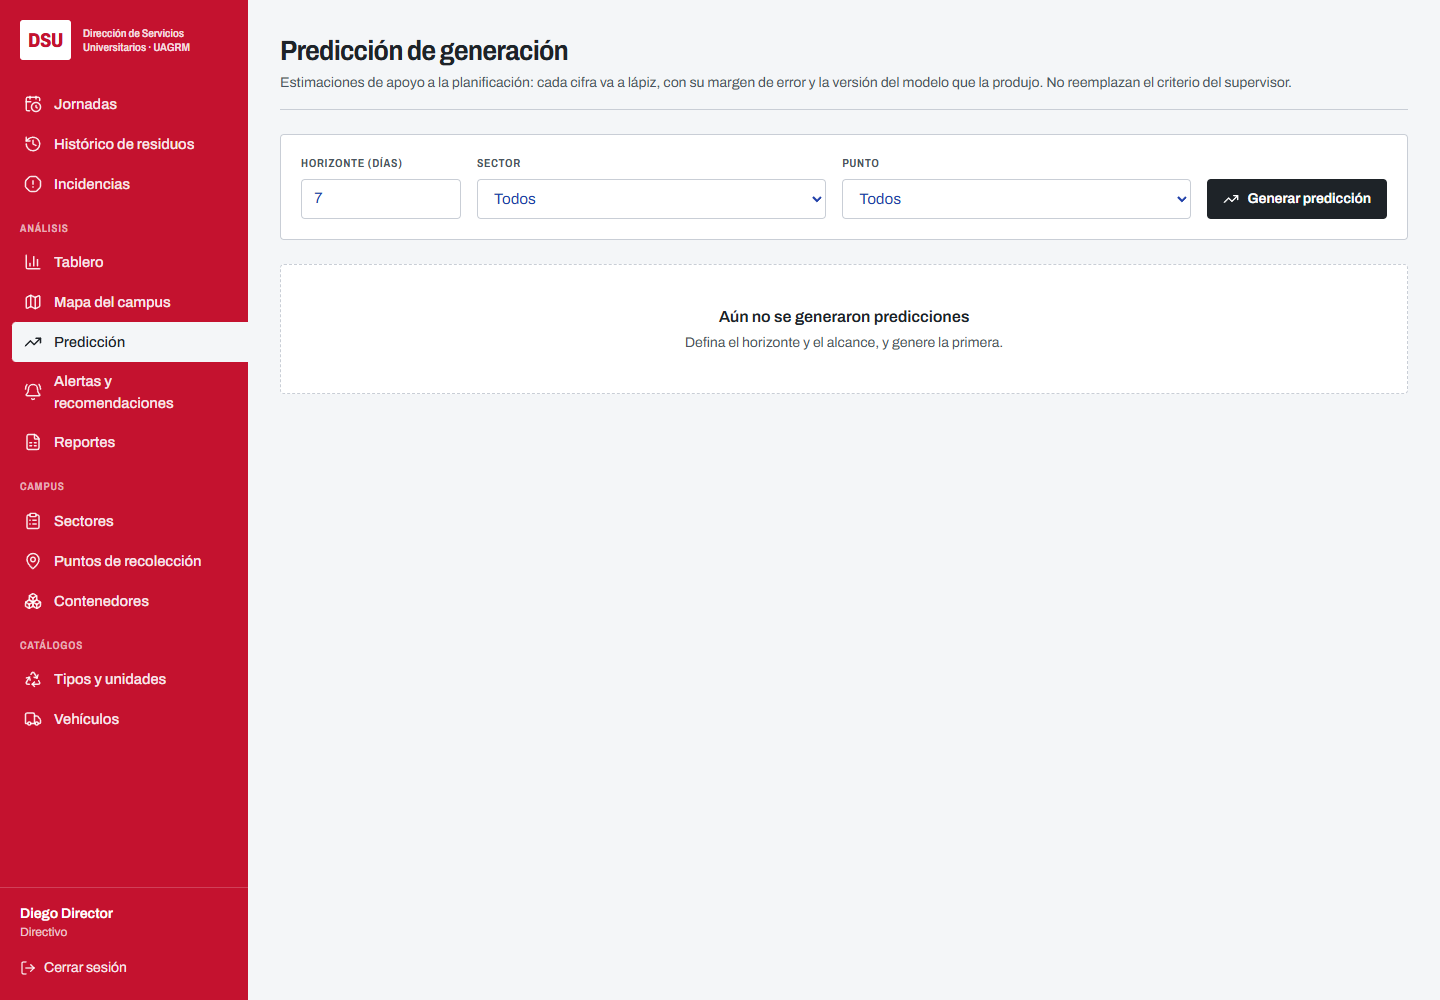 DSU
Dirección de Servicios
Universitarios · UAGRM
Jornadas
Histórico de residuos
Incidencias
ANÁLISIS
Tablero
Mapa del campus
Predicción
Alertas y
recomendaciones
Reportes
CAMPUS
Sectores
Puntos de recolección
Contenedores
CATÁLOGOS
Tipos y unidades
Vehículos
Diego Director
Directivo
Cerrar sesión
Predicción de generación
Estimaciones de apoyo a la planificación: cada cifra va a lápiz, con su margen de error y la versión del modelo que la produjo. No reemplazan el criterio del supervisor.
HORIZONTE (DÍAS)
SECTOR
PUNTO
7
Todos
Todos
Generar predicción
Aún no se generaron predicciones
Defina el horizonte y el alcance, y genere la primera.